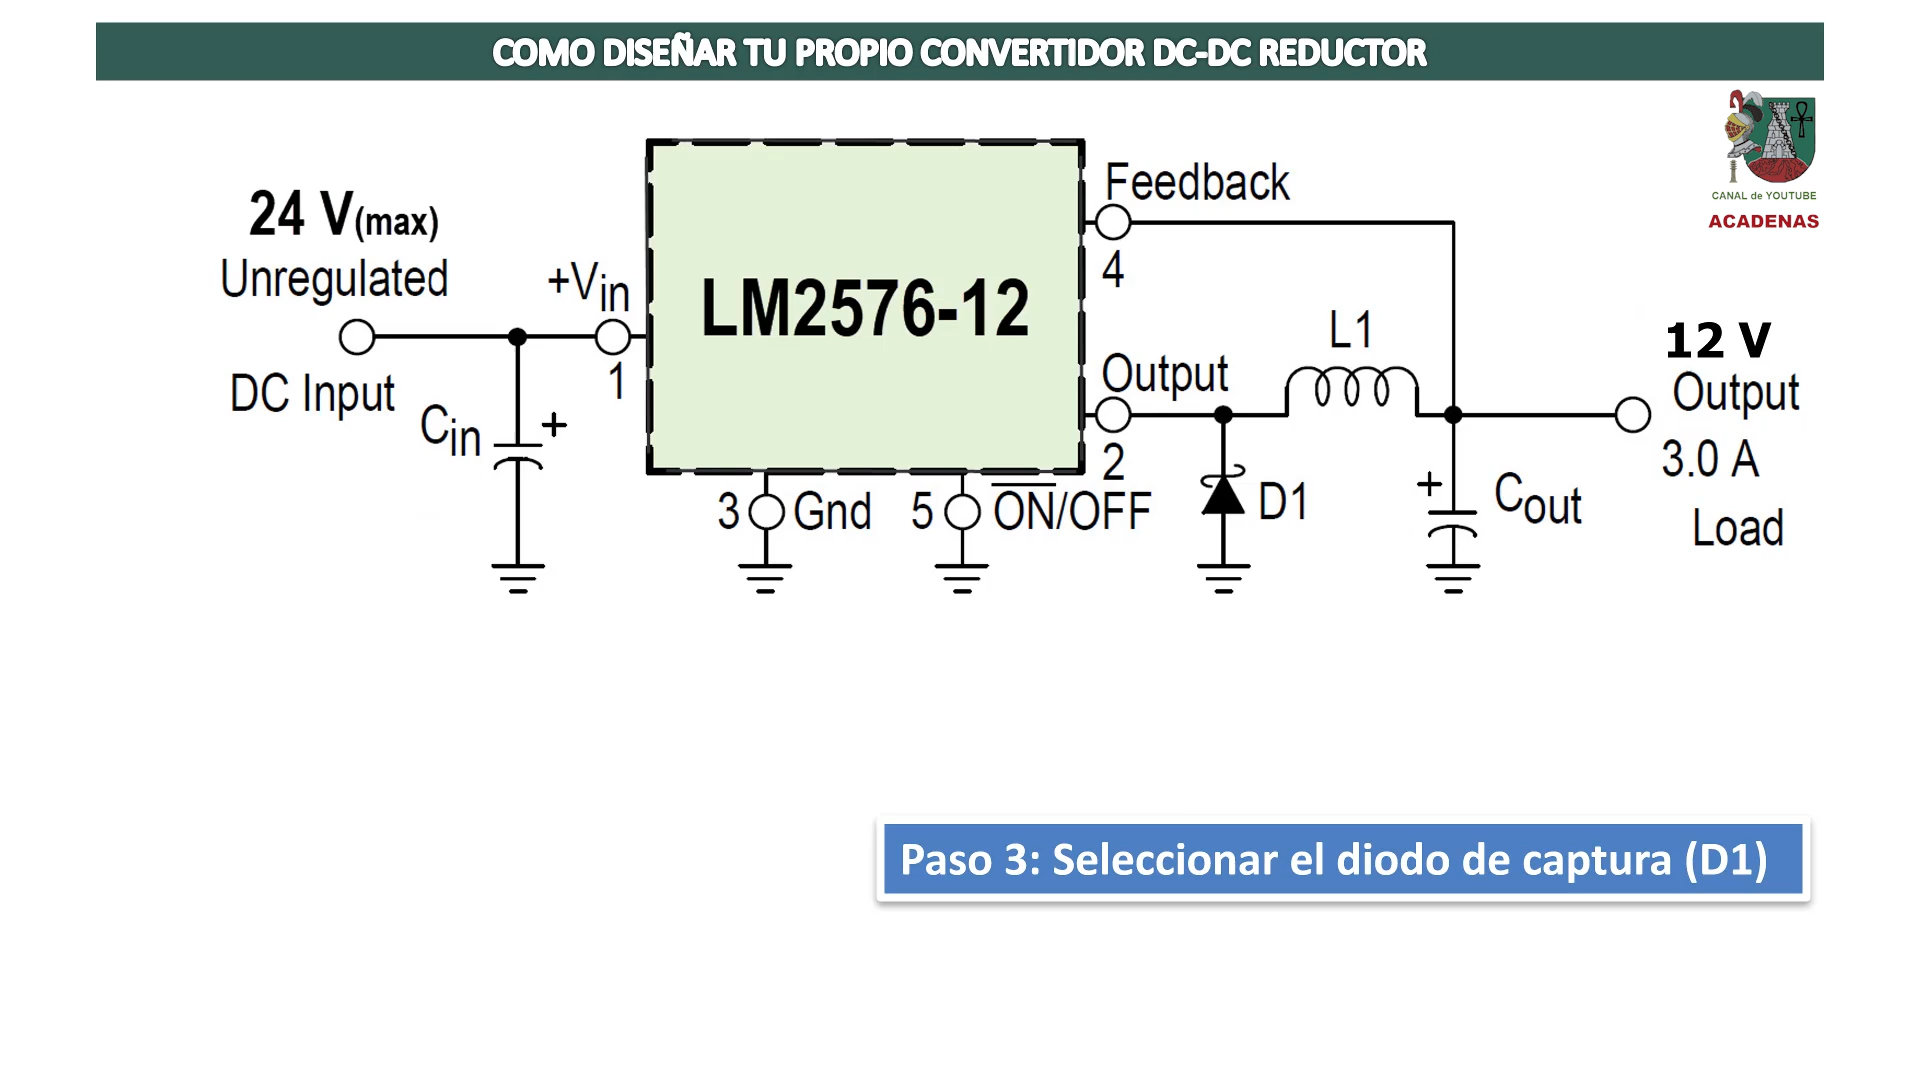 COMO DISEÑAR TU PROPIO CONVERTIDOR DC-DC REDUCTOR
CANAL de YOUTUBE
ACADENAS
24 V(max)
Unregulated
DC Input
Cin
+
+Vin
1
LM2576-12
Feedback
4
Output
2
3
Gnd
5
ON/OFF
D1
L1
+
Cout
12 V
Output
3.0 A
Load
Paso 3: Seleccionar el diodo de captura (D1)